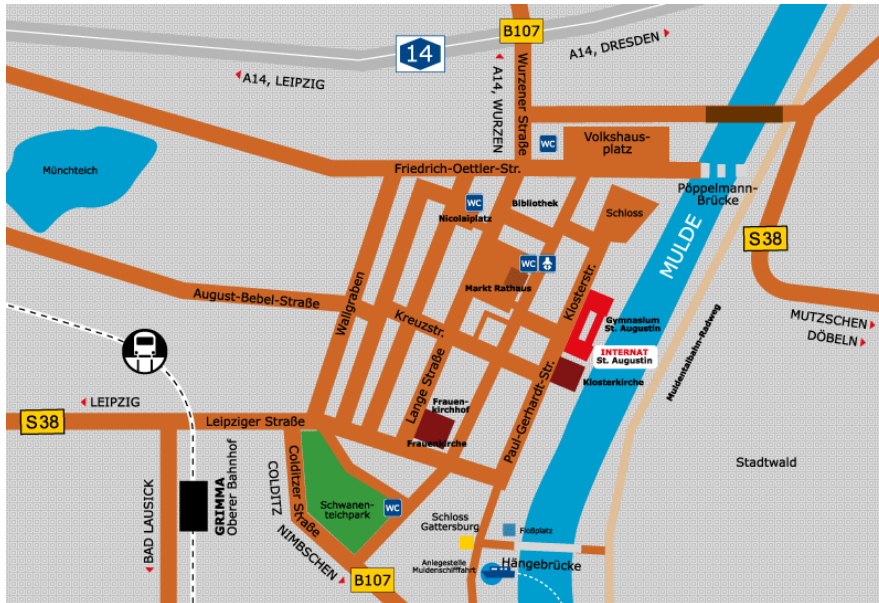 B107
14
A14, DRESDEN
A14, LEIPZIG
A14, WURZEN
Wurzener Straße
WC
Volkshaus-
platz
Münchteich
Friedrich-Oettler-Str.
Pöppelmann-
Brücke
WC
Nicolaiplatz
Bibliothek
Schloss
MULDE
S38
WC
Markt Rathaus
Klosterstr.
August-Bebel-Straße
Wallgraben
Kreuzstr.
Gymnasium
St. Augustin
MUTZSCHEN
DÖBELN
INTERNAT
St. Augustin
Muldentalbahn-Radweg
Lange Straße
Paul-Gerhardt-Str.
Klosterkirche
LEIPZIG
S38
Leipziger Straße
Frauen-
kirchhof
Frauenkirche
Stadtwald
BAD LAUSICK
GRIMMA
Oberer Bahnhof
COLDITZ
Colditzer Straße
Schwanen-
teichpark
WC
NIMBSCHEN
B107
Schloss
Gattersburg
Floßplatz
Anlegestelle
Muldenschifffahrt
Hängebrücke